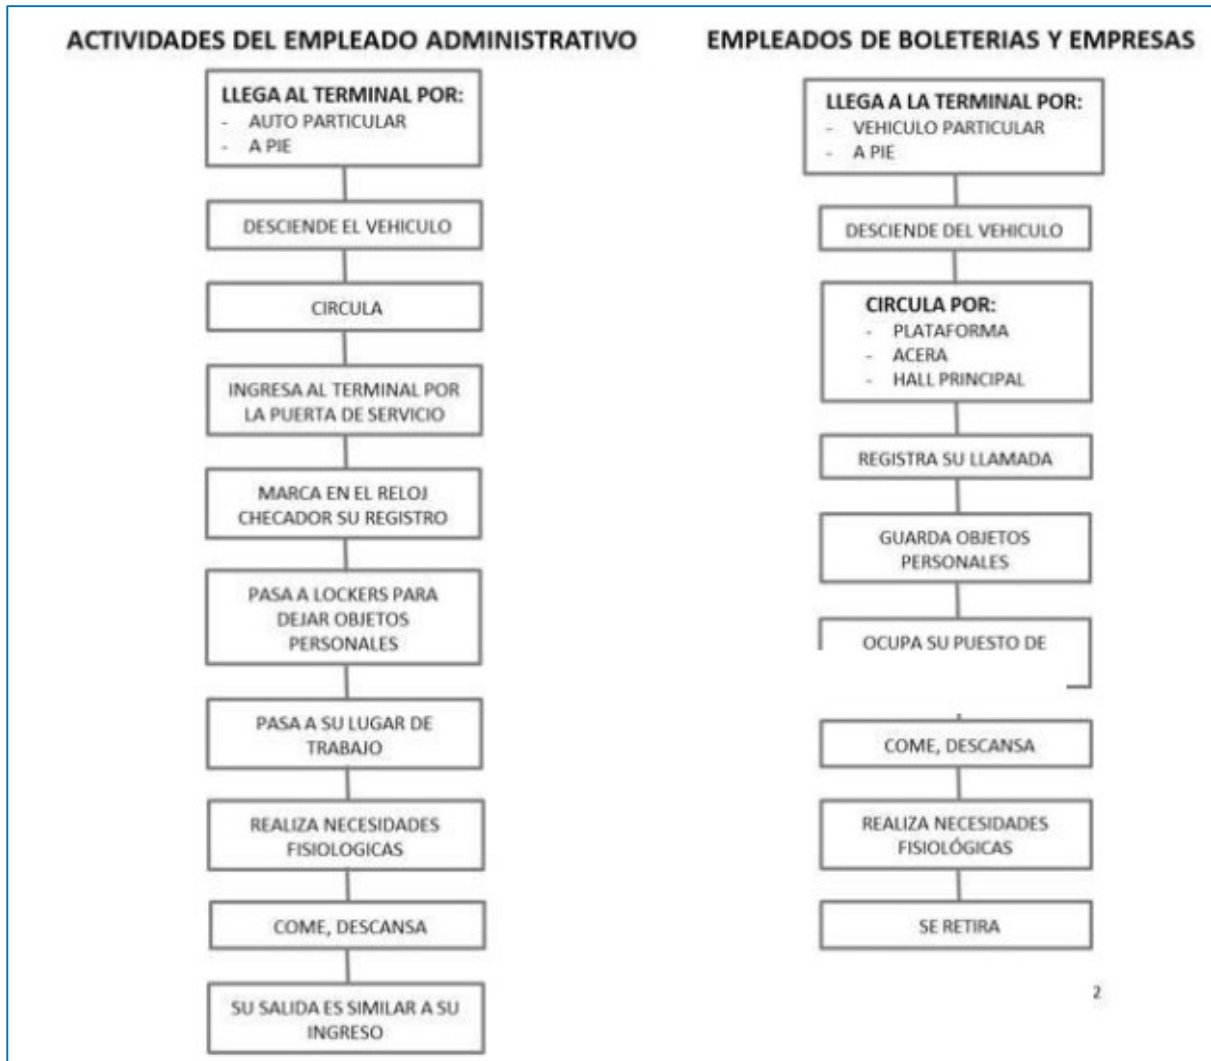 ACTIVIDADES DEL EMPLEADO ADMINISTRATIVO
LLEGA AL TERMINAL POR:
- AUTO PARTICULAR
- A PIE
DESCIENDE EL VEHICULO
CIRCULA
INGRESA AL TERMINAL POR
LA PUERTA DE SERVICIO
MARCA EN EL RELOJ
CHECADOR SU REGISTRO
PASA A LOCKERS PARA
DEJAR OBJETOS
PERSONALES
PASA A SU LUGAR DE
TRABAJO
REALIZA NECESIDADES
FISIOLOGICAS
COME, DESCANSA
SU SALIDA ES SIMILAR A SU
INGRESO
EMPLEADOS DE BOLETERIAS Y EMPRESAS
LLEGA A LA TERMINAL POR:
- VEHICULO PARTICULAR
- A PIE
DESCIENDE DEL VEHICULO
CIRCULA POR:
- PLATAFORMA
- ACERA
- HALL PRINCIPAL
REGISTRA SU LLAMADA
GUARDA OBJETOS
PERSONALES
OCUPA SU PUESTO DE
COME, DESCANSA
REALIZA NECESIDADES
FISIOLÓGICAS
SE RETIRA
2